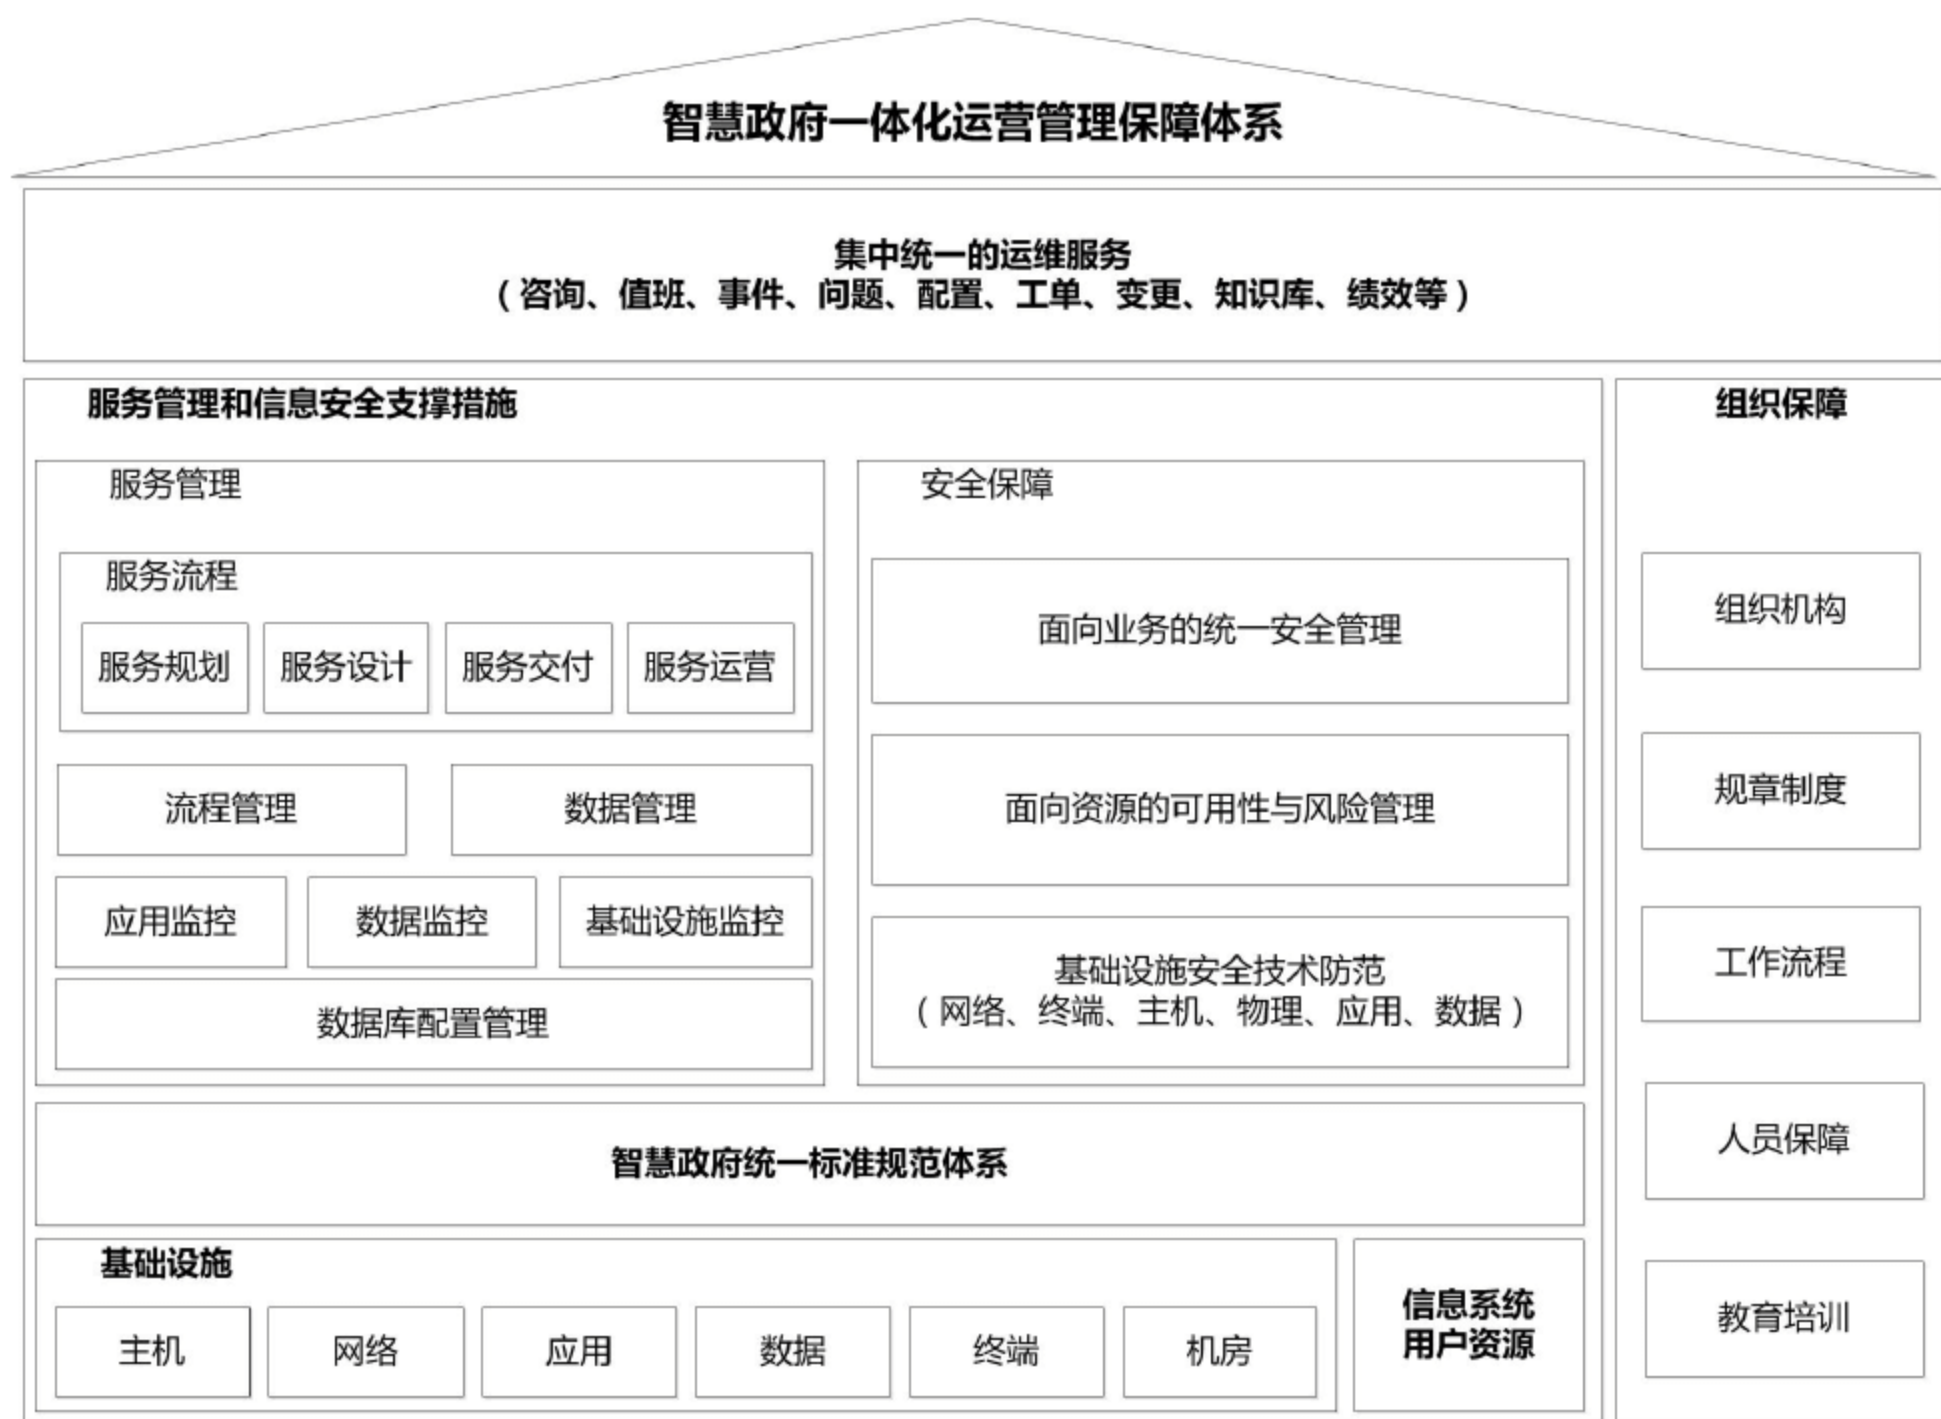 智慧政府一体化运营管理保障体系
集中统一的运维服务
（咨询、值班、事件、问题、配置、工单、变更、知识库、绩效等）
服务管理和信息安全支撑措施
服务管理
服务流程
服务规划
服务设计
服务交付
服务运营
流程管理
数据管理
应用监控
数据监控
基础设施监控
数据库配置管理
安全保障
面向业务的统一安全管理
面向资源的可用性与风险管理
基础设施安全技术防范
（网络、终端、主机、物理、应用、数据）
智慧政府统一标准规范体系
基础设施
主机
网络
应用
数据
终端
机房
信息系统
用户资源
组织保障
组织机构
规章制度
工作流程
人员保障
教育培训